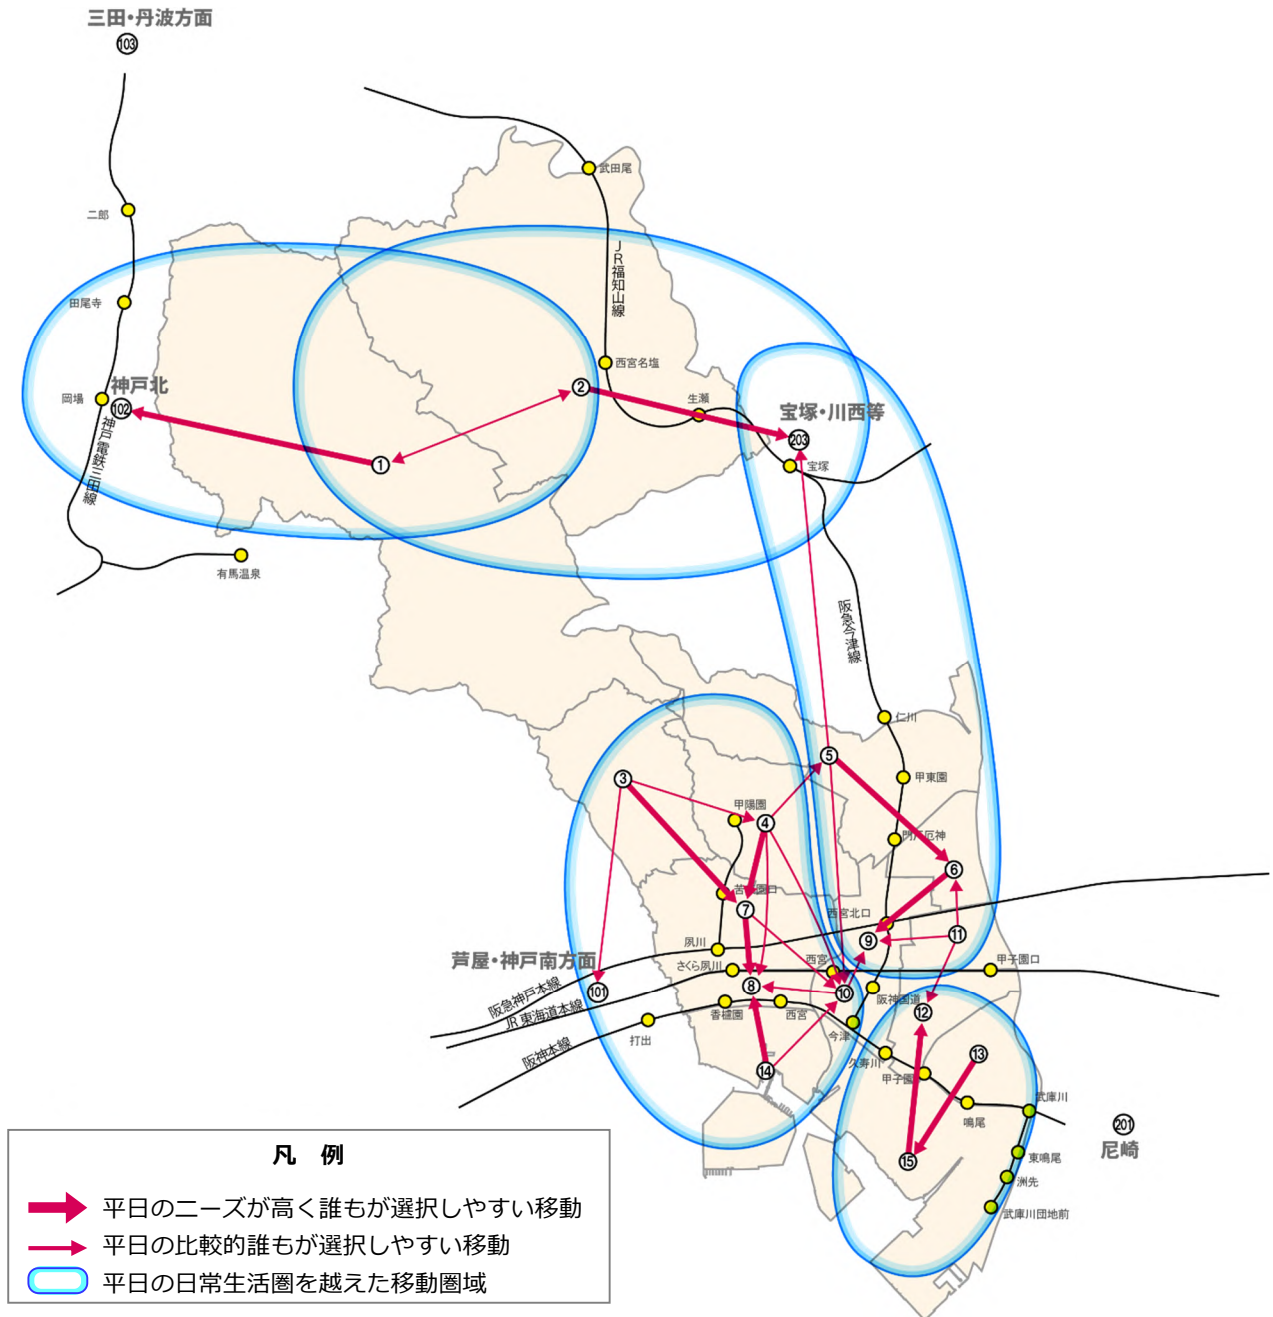 三田・丹波方面
103
武田尾
二郎
JR福知山線
田尾寺
西宮名塩
神戸北
岡場
102
2
生瀬
宝塚・川西等
203
宝塚
神戸電鉄三田線
1
有馬温泉
阪急今津線
仁川
5
甲東園
3
甲陽園
4
門戸厄神
6
苦楽園口
7
西宮北口
9
11
夙川
芦屋・神戸南方面
さくら夙川
西宮
甲子園口
101
8
10
阪神国道
阪急神戸本線
JR東海道本線
阪神本線
香櫨園
西宮
今津
12
打出
久寿川
13
14
甲子園
鳴尾
武庫川
201
尼崎
15
東鳴尾
洲先
武庫川団地前
凡 例
平日のニーズが高く誰もが選択しやすい移動
平日の比較的誰もが選択しやすい移動
平日の日常生活圏を越えた移動圏域